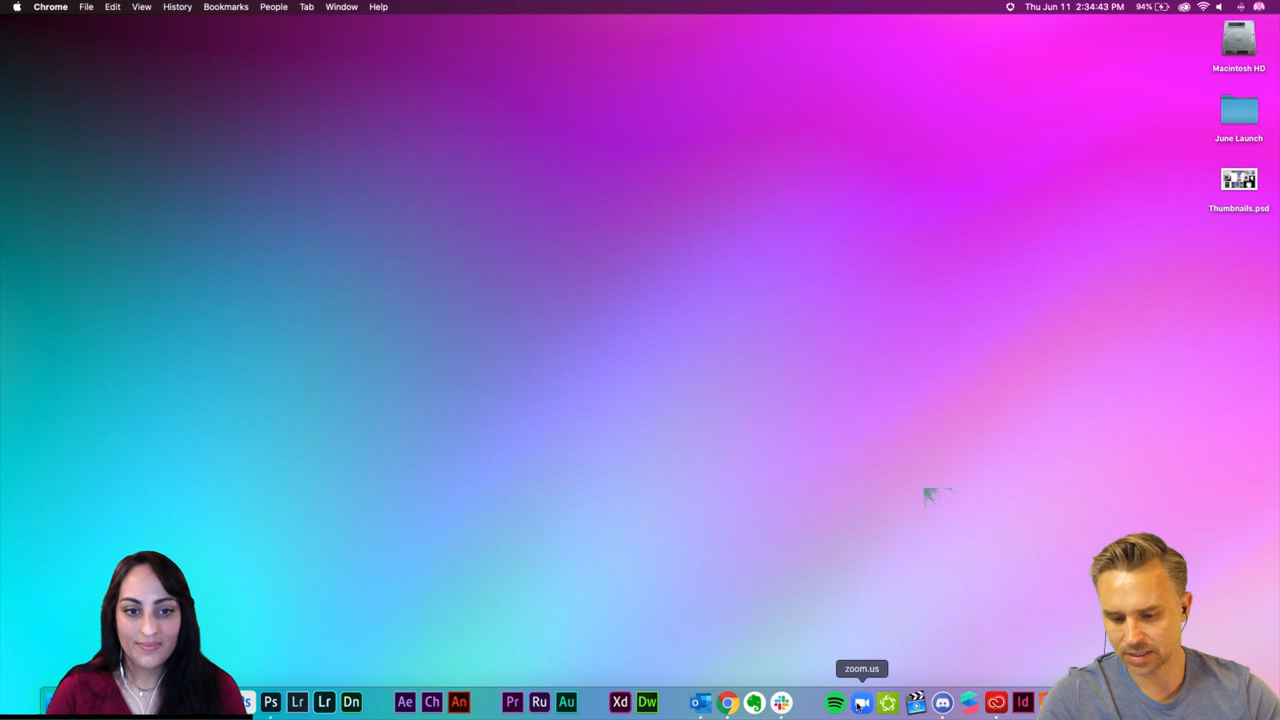 Chrome File Edit View History Bookmarks People Tab Window Help
Thu Jun 11 2:34:43 PM 94%
Macintosh HD
June Launch
Thumbnails.psd
zoom.us
Ps Lr Lr Dn Ae Ch An Pr Ru Au Xd Dw Id